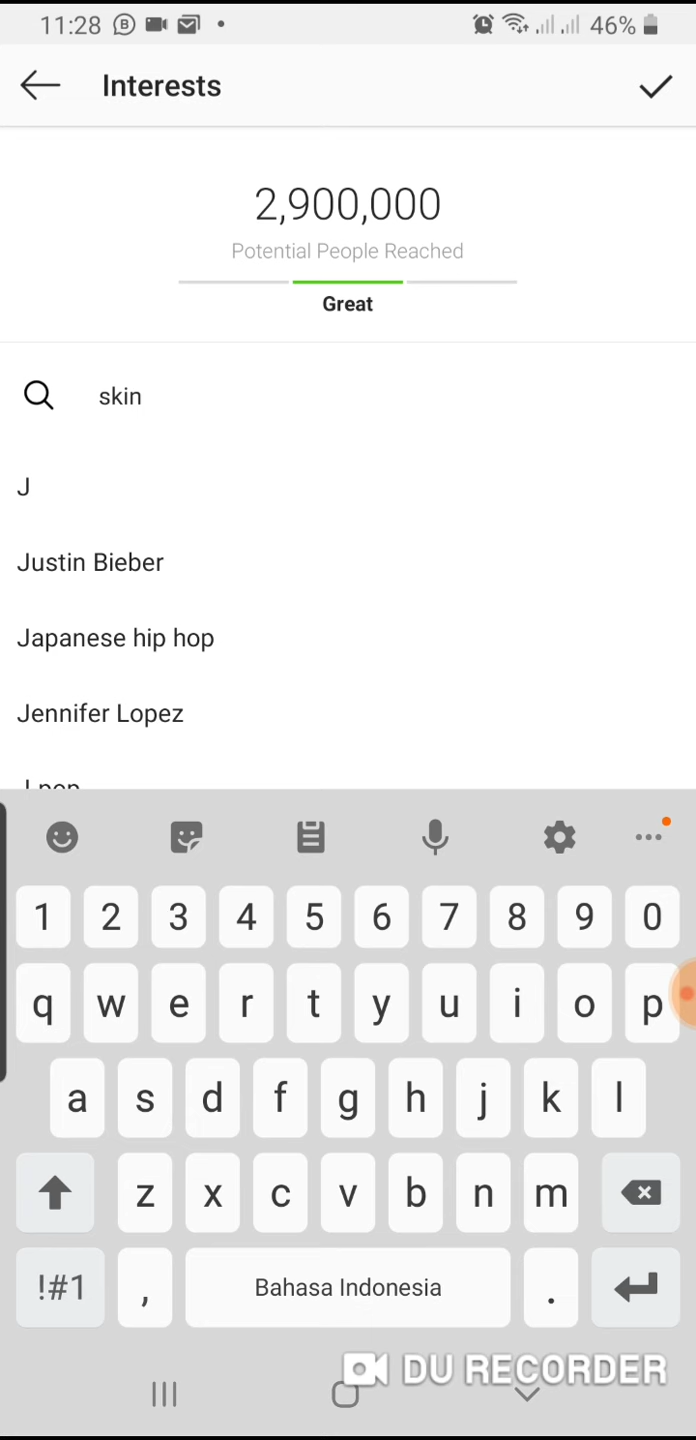 11:28 46%
Interests
2,900,000
Potential People Reached
Great
skin
J
Justin Bieber
Japanese hip hop
Jennifer Lopez
1 2 3 4 5 6 7 8 9 0
q w e r t y u i o p
a s d f g h j k l
z x c v b n m
!#1 , Bahasa Indonesia .
DU RECORDER